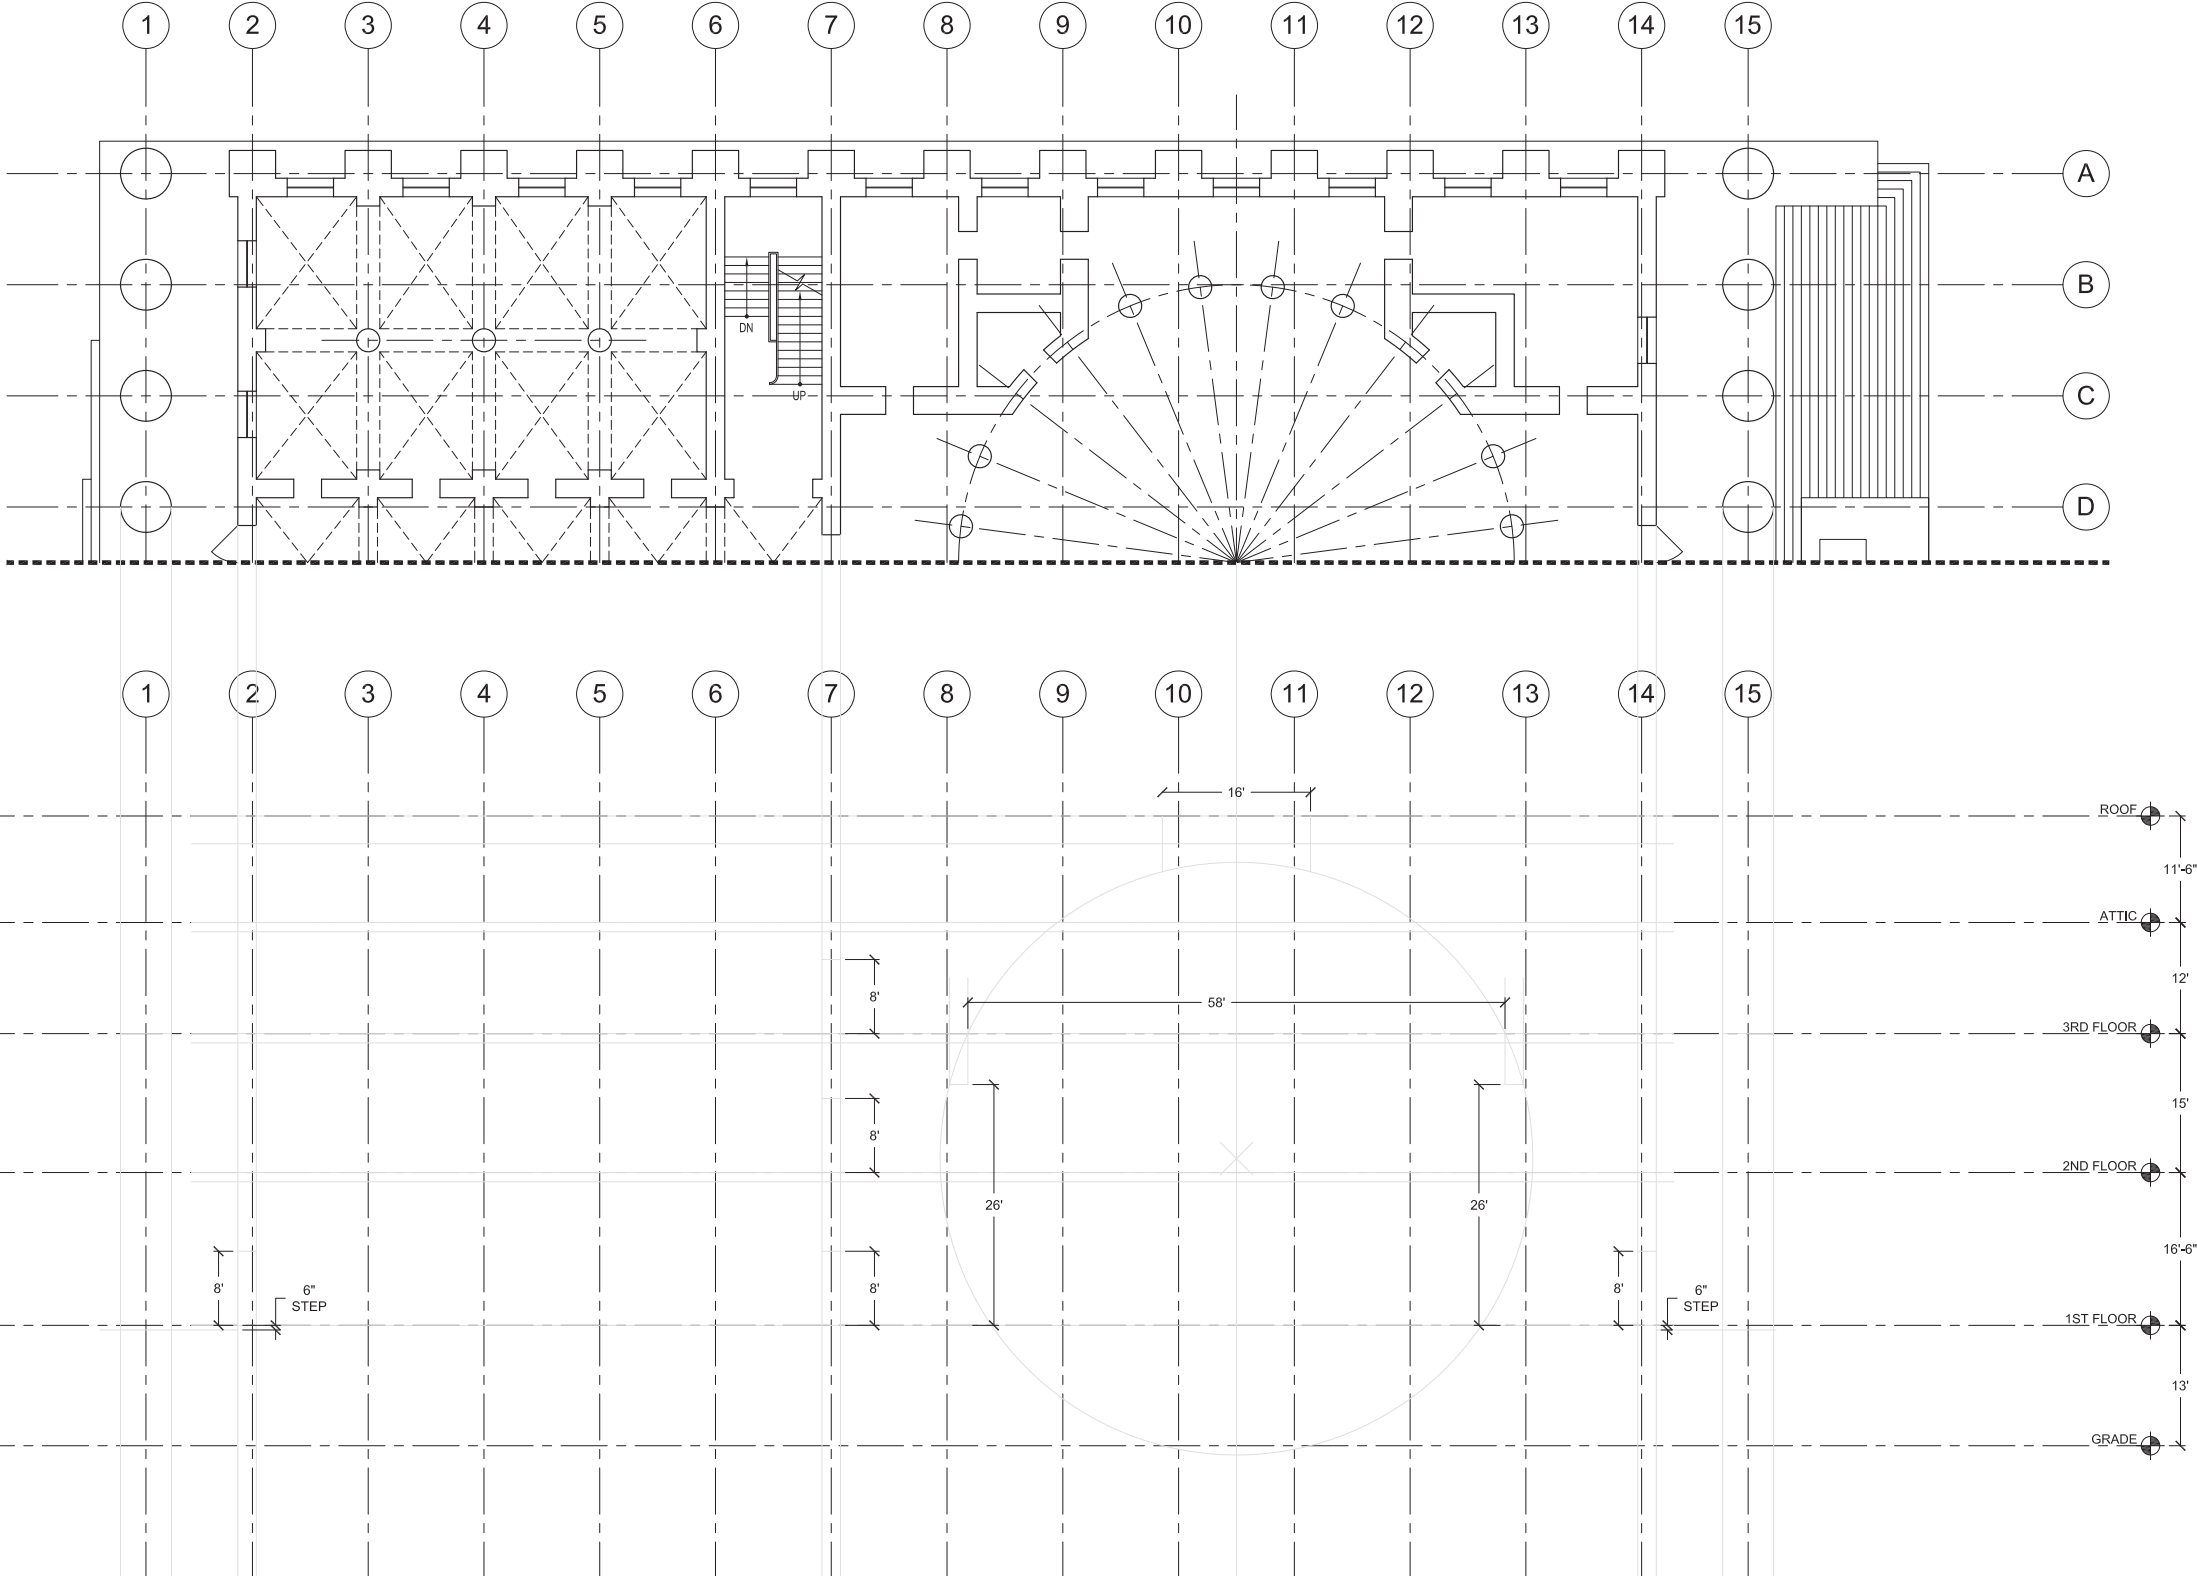 1 2 3 4 5 6 7 8 9 10 11 12 13 14 15
A
B
DN
UP
C
D
1 2 3 4 5 6 7 8 9 10 11 12 13 14 15
16'
ROOF
11'-6"
ATTIC
12'
8'
58'
3RD FLOOR
15'
8'
2ND FLOOR
26' 26'
16'-6"
8' 6" 8' 8' 6"
STEP STEP
1ST FLOOR
13'
GRADE